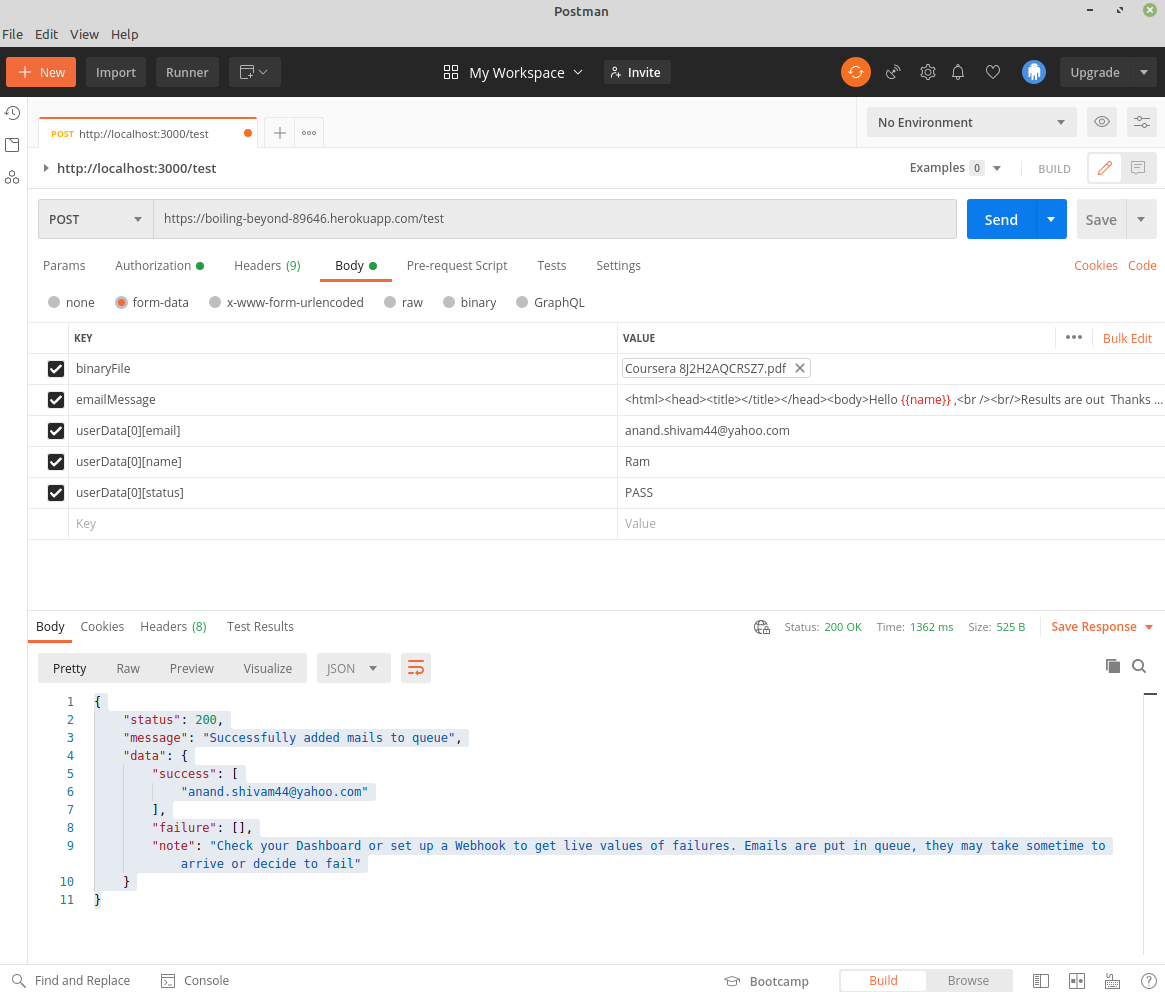 Postman
File Edit View Help
New Import Runner My Workspace Invite Upgrade
POST http://localhost:3000/test No Environment
http://localhost:3000/test Examples 0 BUILD
POST https://boiling-beyond-89646.herokuapp.com/test Send Save
Params Authorization Headers (9) Body Pre-request Script Tests Settings Cookies Code
none form-data x-www-form-urlencoded raw binary GraphQL
KEY VALUE Bulk Edit
binaryFile Coursera 8J2H2AQCRSZ7.pdf
emailMessage <html><head><title></title></head><body>Hello {{name}} ,<br /><br/>Results are out Thanks ...
userData[0][email] anand.shivam44@yahoo.com
userData[0][name] Ram
userData[0][status] PASS
Key Value
Body Cookies Headers (8) Test Results Status: 200 OK Time: 1362 ms Size: 525 B Save Response
Pretty Raw Preview Visualize JSON
1 {
2 "status": 200,
3 "message": "Successfully added mails to queue",
4 "data": {
5 "success": [
6 "anand.shivam44@yahoo.com"
7 ],
8 "failure": [],
9 "note": "Check your Dashboard or set up a Webhook to get live values of failures. Emails are put in queue, they may take sometime to
arrive or decide to fail"
10 }
11 }
Find and Replace Console Bootcamp Build Browse